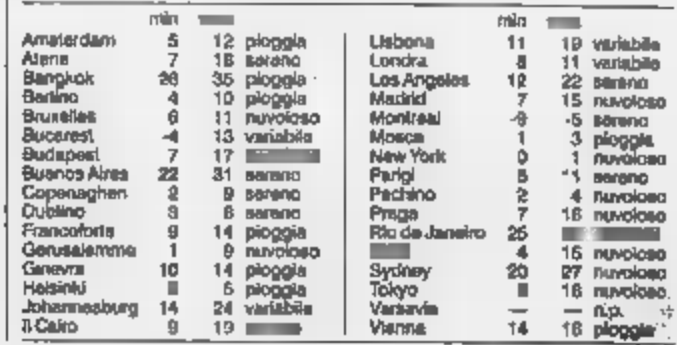 min
Amsterdam 5 12 pioggia
Atene 7 18 sereno
Bangkok 26 35 pioggia
Berlino 4 10 pioggia
Bruxelles 6 11 nuvoloso
Bucarest -4 13 variabile
Budapest 7 17
Buenos Aires 22 31 sereno
Copenaghen 2 9 sereno
Dublino 3 8 sereno
Francoforte 9 14 pioggia
Gerusalemme 1 9 nuvoloso
Ginevra 10 14 pioggia
Helsinki 5 pioggia
Johannesburg 14 24 variabile
Il Cairo 9 19
min
Lisbona 11 19 variabile
Londra 8 11 variabile
Los Angeles 12 22 sereno
Madrid 7 15 nuvoloso
Montreal -5 sereno
Mosca 1 3 pioggia
New York 0 1 nuvoloso
Parigi 5 11 sereno
Pechino 2 4 nuvoloso
Praga 7 16 nuvoloso
Rio de Janeiro 25
4 15 nuvoloso
Sydney 20 27 nuvoloso
Tokyo 16 nuvoloso
Varsavia — — n.p.
Vienna 14 16 pioggia